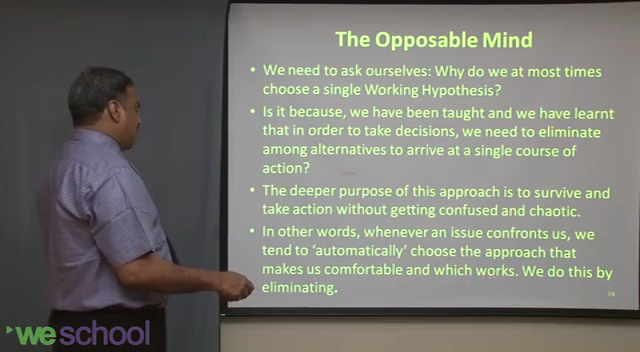 The Opposable Mind
• We need to ask ourselves: Why do we at most times
choose a single Working Hypothesis?
• Is it because, we have been taught and we have learnt
that in order to take decisions, we need to eliminate
among alternatives to arrive at a single course of
action?
• The deeper purpose of this approach is to survive and
take action without getting confused and chaotic.
• In other words, whenever an issue confronts us, we
tend to 'automatically' choose the approach that
makes us comfortable and which works. We do this by
eliminating.
14
weschool